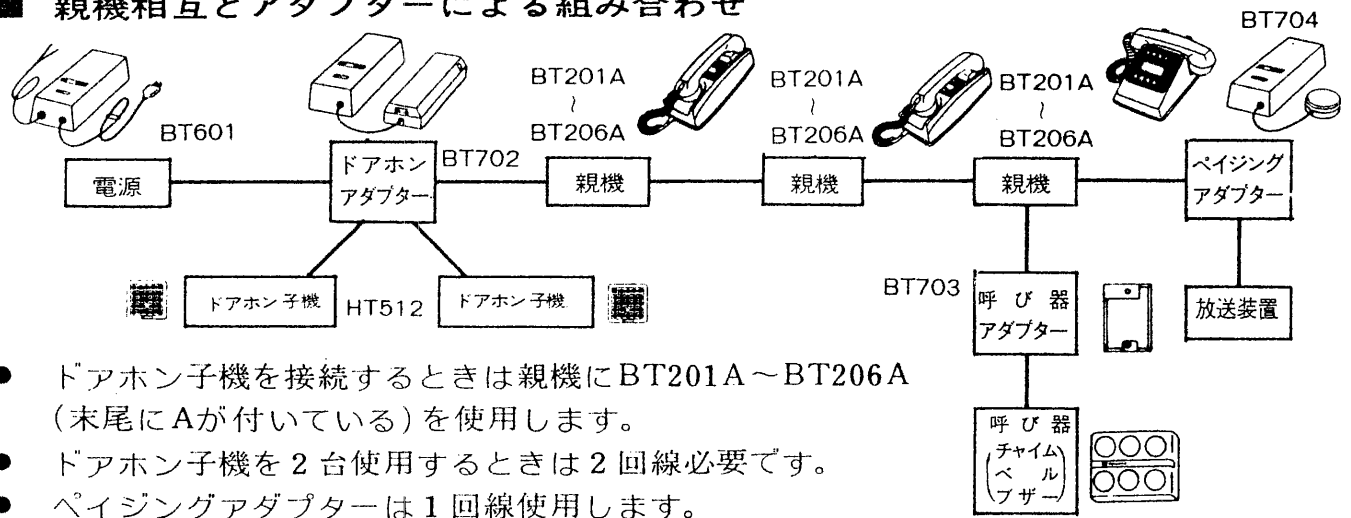 ■ 親機相互とアダプターによる組み合わせ
BT704
BT601
BT201A
~
BT206A
BT201A
~
BT206A
BT201A
~
BT206A
電源
ドアホン
アダプター
BT702
親機
親機
親機
ペイジング
アダプター
ドアホン子機
HT512
ドアホン子機
BT703
呼び器
アダプター
放送装置
呼び器
(チャイム
ベル
ブザー)
● ドアホン子機を接続するときは親機にBT201A~BT206A
(末尾にAが付いている)を使用します。
● ドアホン子機を2台使用するときは2回線必要です。
● ペイジングアダプターは1回線使用します。